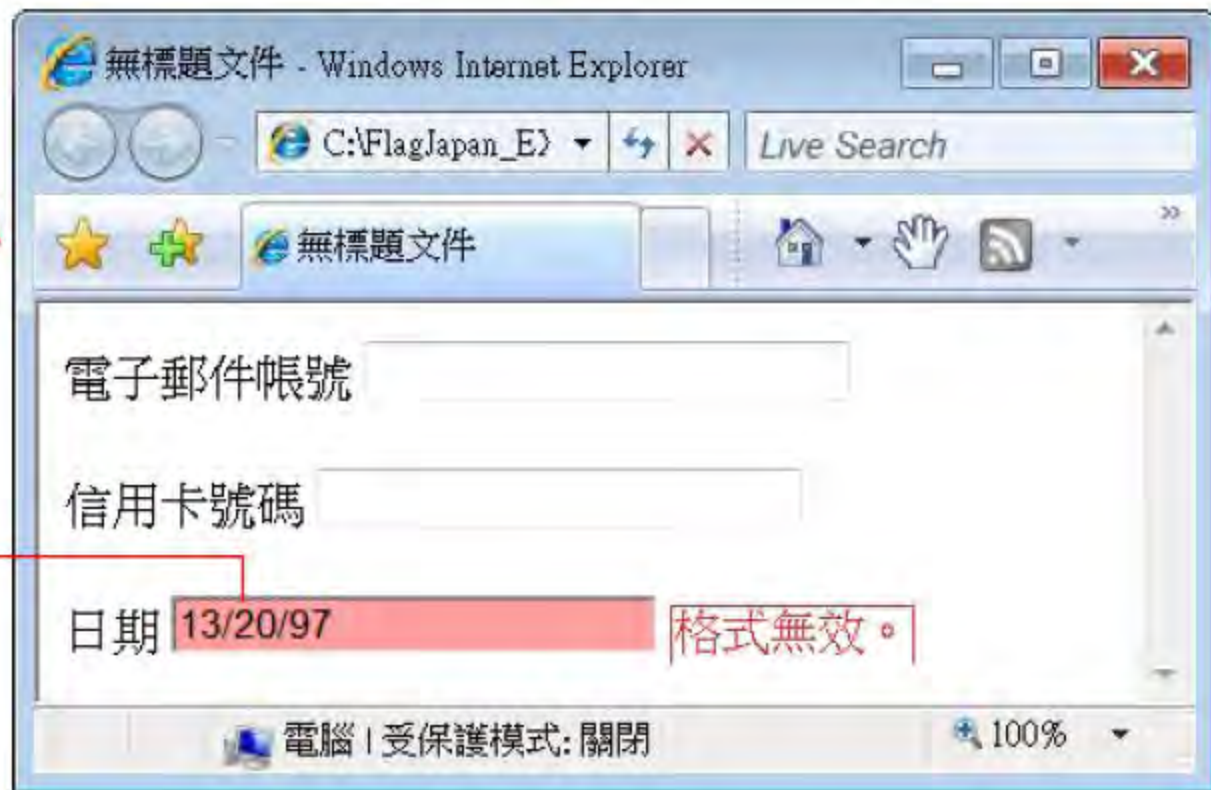 無標題文件 - Windows Internet Explorer
C:\FlagJapan_E
Live Search
無標題文件
電子郵件帳號
信用卡號碼
日期 13/20/97 格式無效。
電腦 | 受保護模式: 關閉 100%